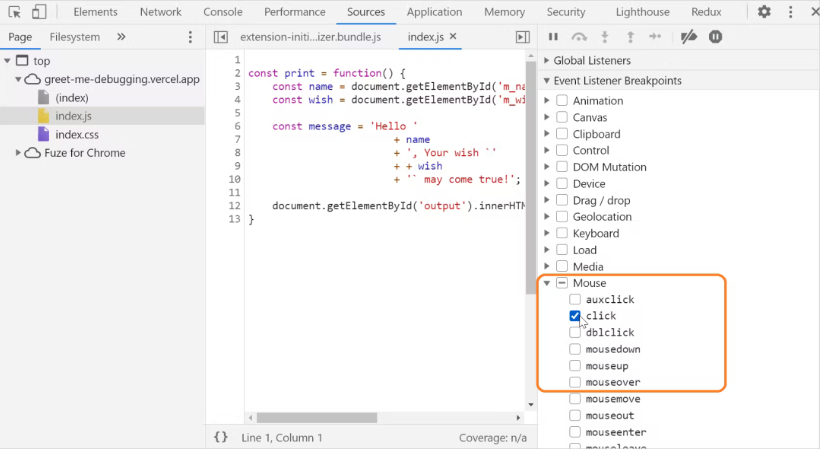 Elements Network Console Performance Sources Application Memory Security Lighthouse Redux
Page Filesystem
extension-initi…izer.bundle.js index.js
top
greet-me-debugging.vercel.app
(index)
index.js
index.css
Fuze for Chrome
1
2 const print = function() {
3 const name = document.getElementById('m_na
4 const wish = document.getElementById('m_wi
5
6 const message = 'Hello '
7 + name
8 + ', Your wish `'
9 + + wish
10 + '` may come true!';
11
12 document.getElementById('output').innerHTM
13 }
{} Line 1, Column 1 Coverage: n/a
Global Listeners
Event Listener Breakpoints
Animation
Canvas
Clipboard
Control
DOM Mutation
Device
Drag / drop
Geolocation
Keyboard
Load
Media
Mouse
auxclick
click
dblclick
mousedown
mouseup
mouseover
mousemove
mouseout
mouseenter
mouseleave